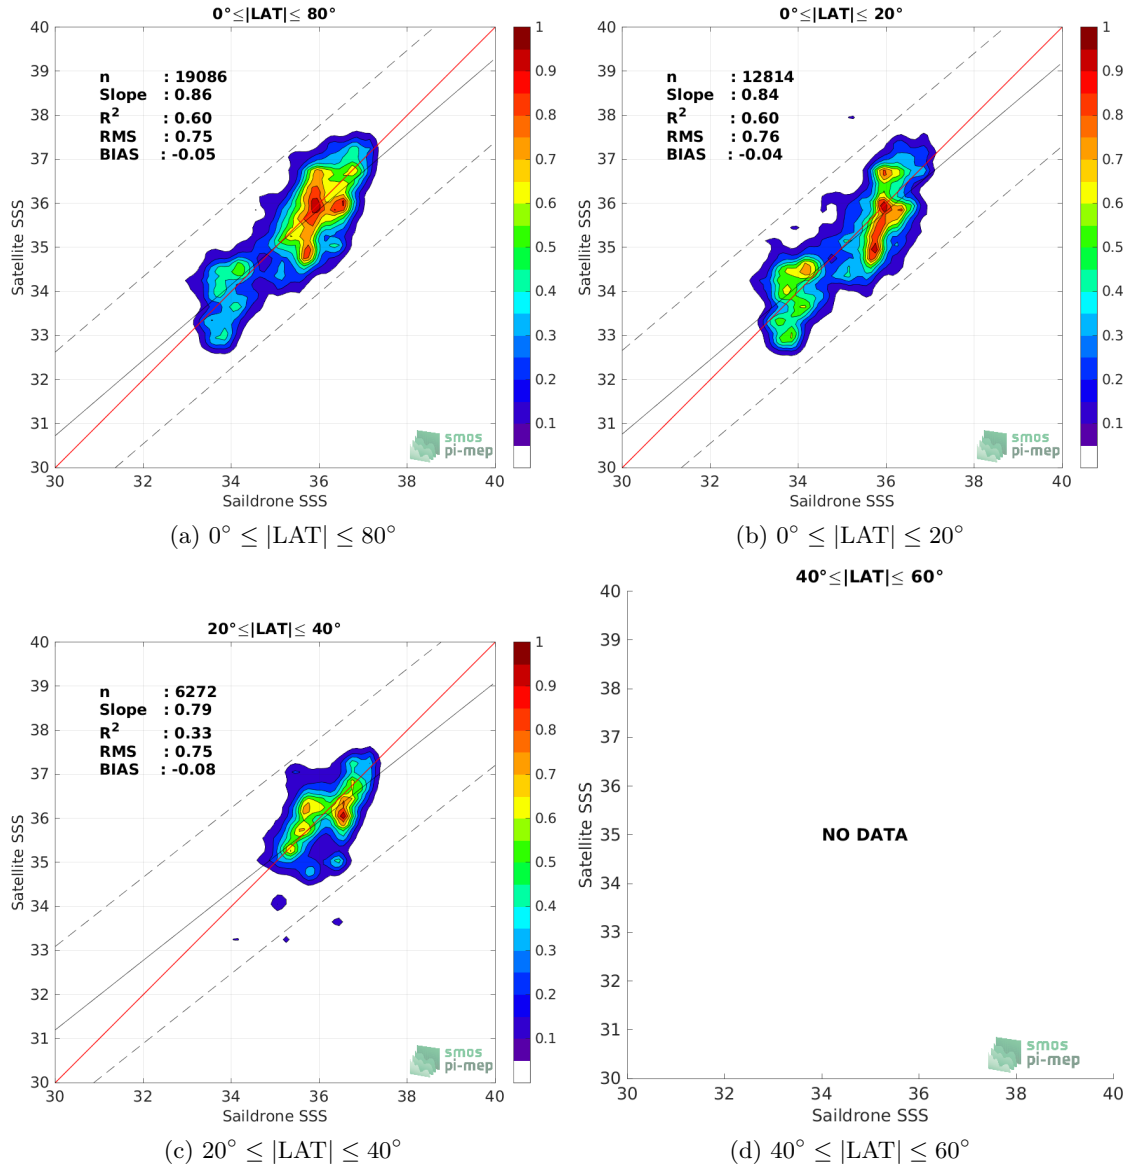 0°≤|LAT|≤ 80°
40
39
38
37
36
35
34
33
32
31
30
Satellite SSS
n : 19086
Slope : 0.86
R² : 0.60
RMS : 0.75
BIAS : -0.05
smos
pi-mep
30 32 34 36 38 40
Saildrone SSS
1
0.9
0.8
0.7
0.6
0.5
0.4
0.3
0.2
0.1
(a) 0° ≤ |LAT| ≤ 80°
0°≤|LAT|≤ 20°
40
39
38
37
36
35
34
33
32
31
30
Satellite SSS
n : 12814
Slope : 0.84
R² : 0.60
RMS : 0.76
BIAS : -0.04
smos
pi-mep
30 32 34 36 38 40
Saildrone SSS
1
0.9
0.8
0.7
0.6
0.5
0.4
0.3
0.2
0.1
(b) 0° ≤ |LAT| ≤ 20°
20°≤|LAT|≤ 40°
40
39
38
37
36
35
34
33
32
31
30
Satellite SSS
n : 6272
Slope : 0.79
R² : 0.33
RMS : 0.75
BIAS : -0.08
smos
pi-mep
30 32 34 36 38 40
Saildrone SSS
1
0.9
0.8
0.7
0.6
0.5
0.4
0.3
0.2
0.1
(c) 20° ≤ |LAT| ≤ 40°
40°≤|LAT|≤ 60°
40
39
38
37
36
35
34
33
32
31
30
Satellite SSS
NO DATA
smos
pi-mep
30 32 34 36 38 40
Saildrone SSS
(d) 40° ≤ |LAT| ≤ 60°